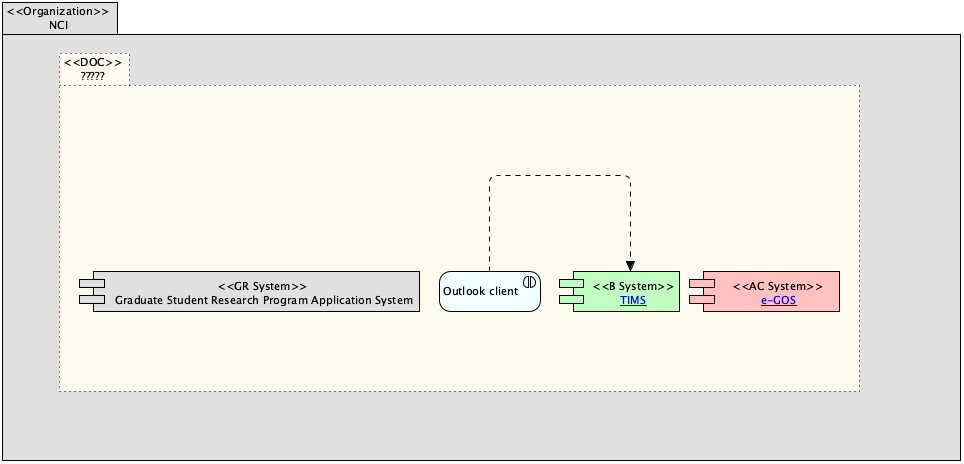 <<Organization>>
NCI
<<DOC>>
?????
<<GR System>>
Graduate Student Research Program Application System
Outlook client
<<B System>>
TIMS
<<AC System>>
e-GOS